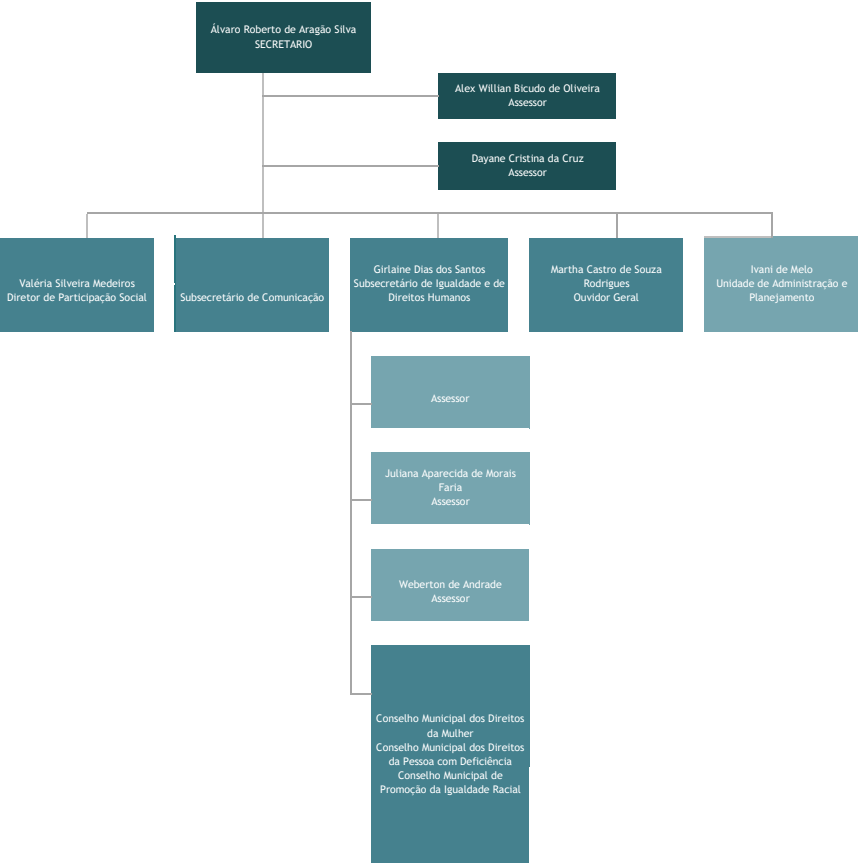 Álvaro Roberto de Aragão Silva
SECRETARIO
Alex Willian Bicudo de Oliveira
Assessor
Dayane Cristina da Cruz
Assessor
Valéria Silveira Medeiros
Diretor de Participação Social
Subsecretário de Comunicação
Girlaine Dias dos Santos
Subsecretário de Igualdade e de
Direitos Humanos
Martha Castro de Souza
Rodrigues
Ouvidor Geral
Ivani de Melo
Unidade de Administração e
Planejamento
Assessor
Juliana Aparecida de Morais
Faria
Assessor
Weberton de Andrade
Assessor
Conselho Municipal dos Direitos
da Mulher
Conselho Municipal dos Direitos
da Pessoa com Deficiência
Conselho Municipal de
Promoção da Igualdade Racial